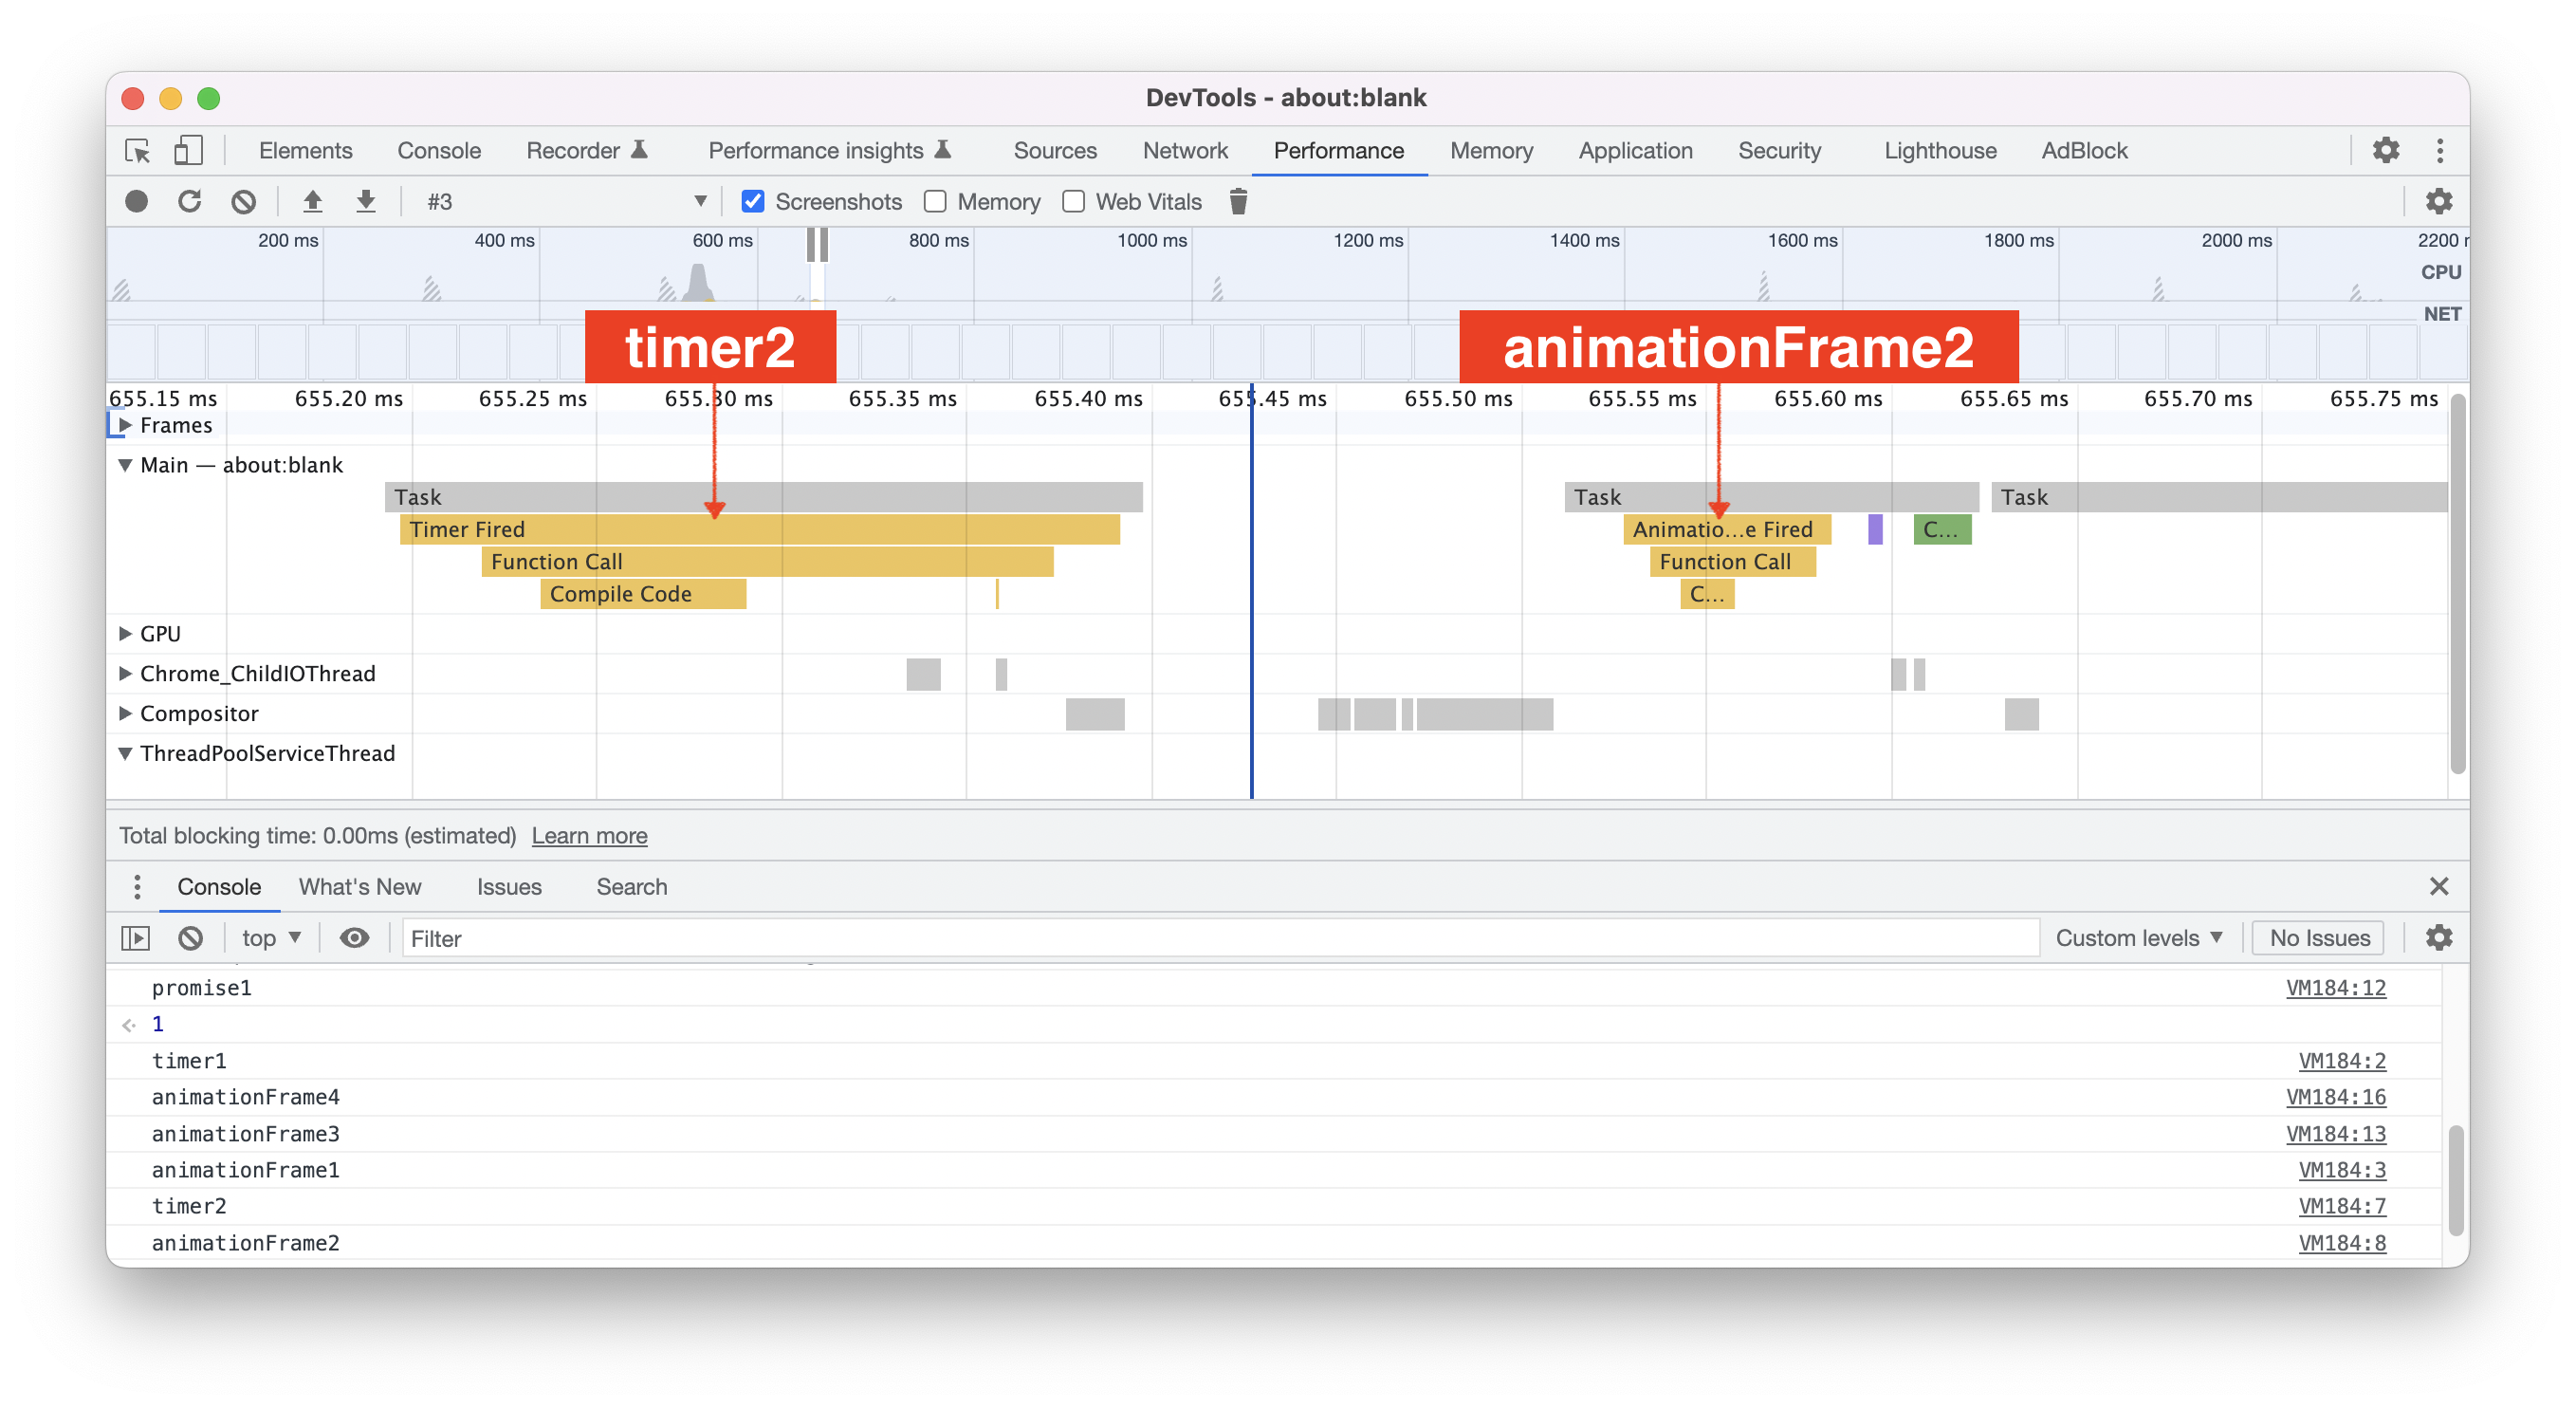 DevTools - about:blank
Elements Console Recorder Performance insights Sources Network Performance Memory Application Security Lighthouse AdBlock
#3 Screenshots Memory Web Vitals
200 ms 400 ms 600 ms 800 ms 1000 ms 1200 ms 1400 ms 1600 ms 1800 ms 2000 ms 2200 r
CPU
NET
timer2 animationFrame2
655.15 ms 655.20 ms 655.25 ms 655.30 ms 655.35 ms 655.40 ms 655.45 ms 655.50 ms 655.55 ms 655.60 ms 655.65 ms 655.70 ms 655.75 ms
Frames
Main — about:blank
Task Task Task
Timer Fired Animatio...e Fired C...
Function Call Function Call
Compile Code C...
GPU
Chrome_ChildIOThread
Compositor
ThreadPoolServiceThread
Total blocking time: 0.00ms (estimated) Learn more
Console What's New Issues Search
top Filter Custom levels No Issues
promise1 VM184:12
1
timer1 VM184:2
animationFrame4 VM184:16
animationFrame3 VM184:13
animationFrame1 VM184:3
timer2 VM184:7
animationFrame2 VM184:8